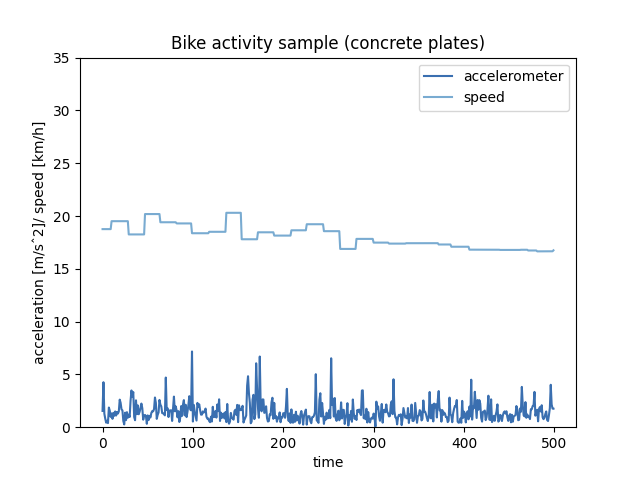 Bike activity sample (concrete plates)
accelerometer
speed
35
30
25
20
15
10
5
0
acceleration [m/s^2]/ speed [km/h]
0 100 200 300 400 500
time